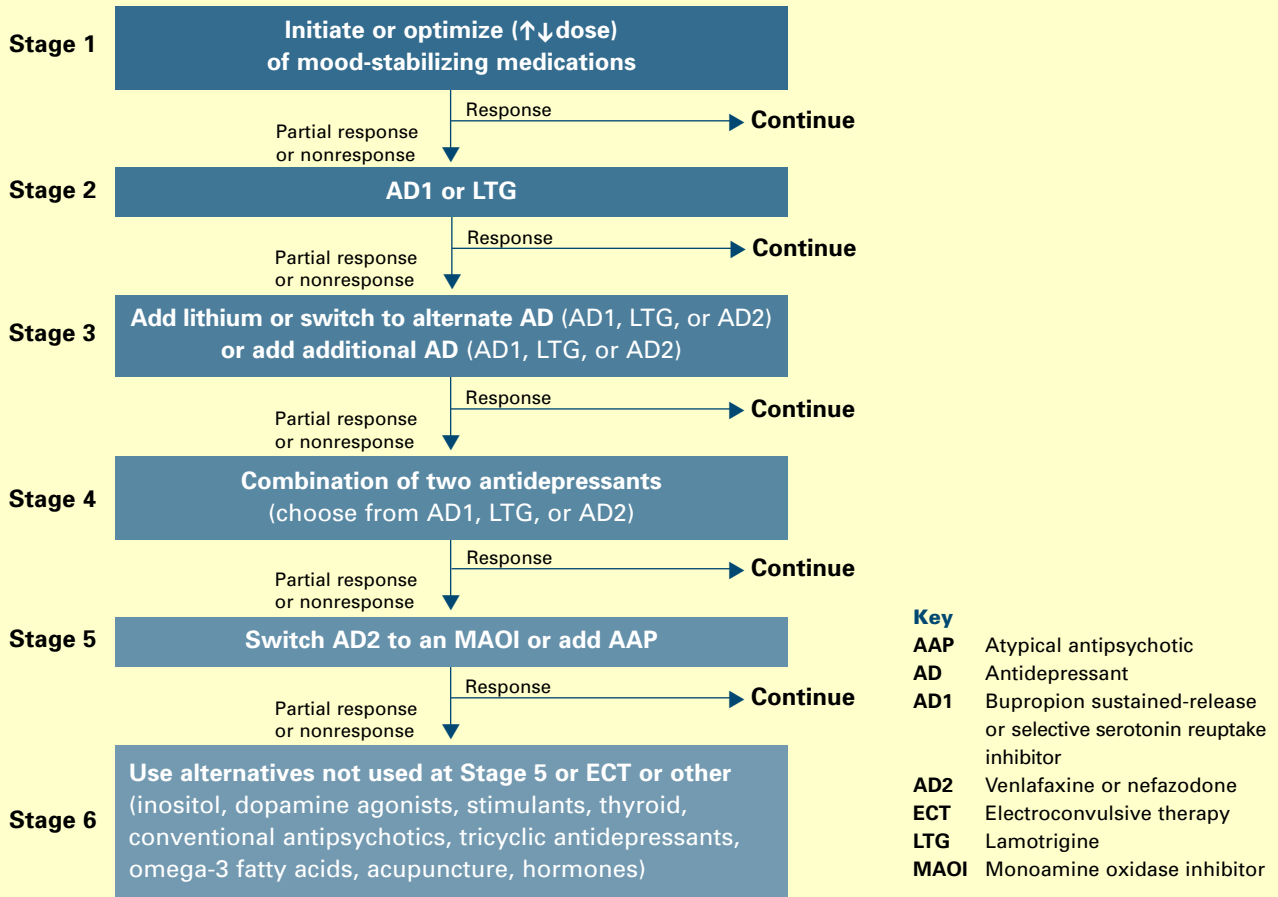 Stage 1
Initiate or optimize (↑↓dose)
of mood-stabilizing medications
Response
Continue
Partial response
or nonresponse
Stage 2
AD1 or LTG
Response
Continue
Partial response
or nonresponse
Stage 3
Add lithium or switch to alternate AD (AD1, LTG, or AD2)
or add additional AD (AD1, LTG, or AD2)
Response
Continue
Partial response
or nonresponse
Stage 4
Combination of two antidepressants
(choose from AD1, LTG, or AD2)
Response
Continue
Partial response
or nonresponse
Stage 5
Switch AD2 to an MAOI or add AAP
Response
Continue
Partial response
or nonresponse
Stage 6
Use alternatives not used at Stage 5 or ECT or other
(inositol, dopamine agonists, stimulants, thyroid,
conventional antipsychotics, tricyclic antidepressants,
omega-3 fatty acids, acupuncture, hormones)
Key
AAP Atypical antipsychotic
AD Antidepressant
AD1 Bupropion sustained-release
or selective serotonin reuptake
inhibitor
AD2 Venlafaxine or nefazodone
ECT Electroconvulsive therapy
LTG Lamotrigine
MAOI Monoamine oxidase inhibitor